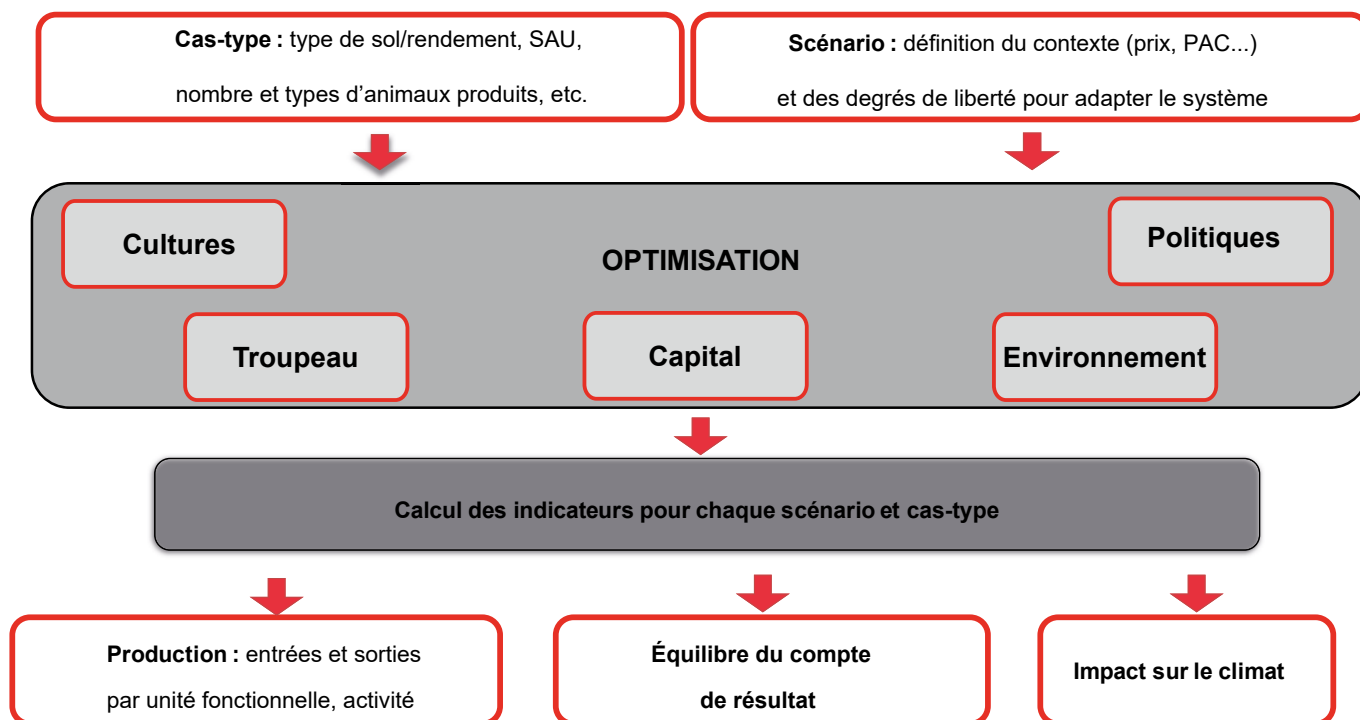 Cas-type : type de sol/rendement, SAU,
nombre et types d’animaux produits, etc.
Scénario : définition du contexte (prix, PAC...)
et des degrés de liberté pour adapter le système
Cultures
OPTIMISATION
Politiques
Troupeau
Capital
Environnement
Calcul des indicateurs pour chaque scénario et cas-type
Production : entrées et sorties
par unité fonctionnelle, activité
Équilibre du compte
de résultat
Impact sur le climat